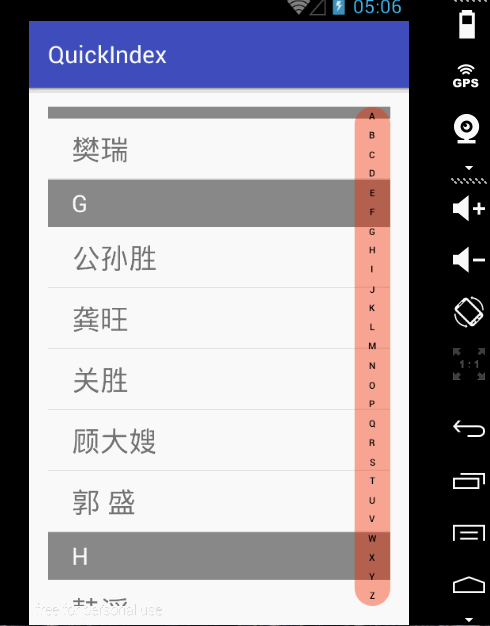 05:06
QuickIndex
樊瑞
G
公孙胜
龚旺
关胜
顾大嫂
郭 盛
H
free for personal use
A
B
C
D
E
F
G
H
I
J
K
L
M
N
O
P
Q
R
S
T
U
V
W
X
Y
Z
GPS
1:1